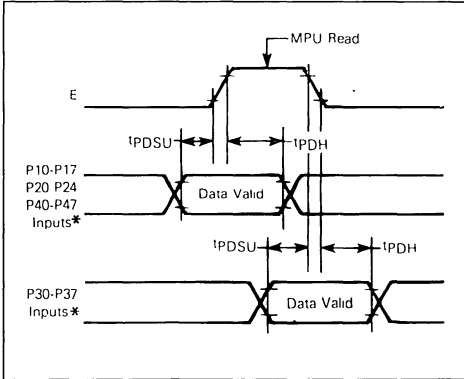 MPU Read
E
tPDSU
tPDH
P10-P17
P20 P24
P40-P47
Inputs*
Data Valid
tPDSU
tPDH
P30-P37
Inputs*
Data Valid